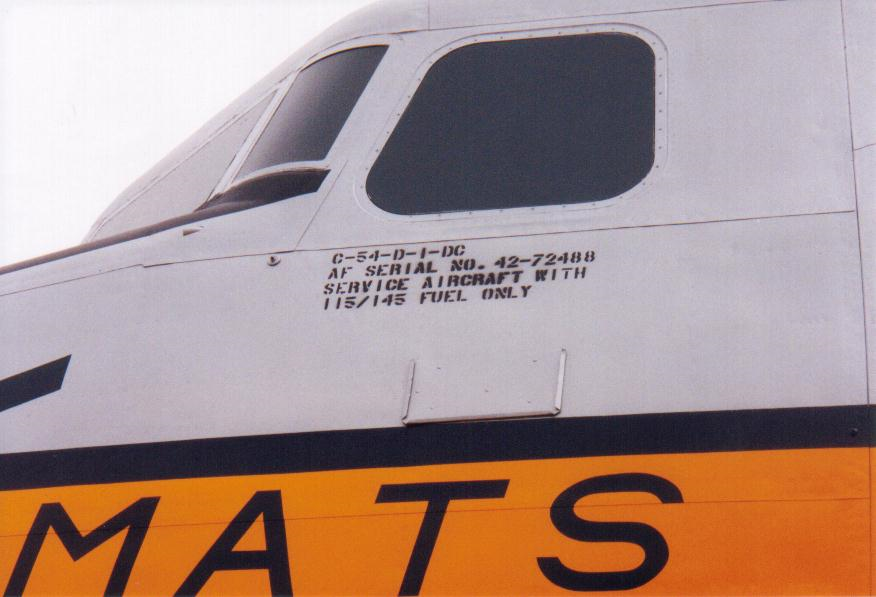 C-54-D-1-DC
AF SERIAL NO. 42-72488
SERVICE AIRCRAFT WITH
115/145 FUEL ONLY
MATS